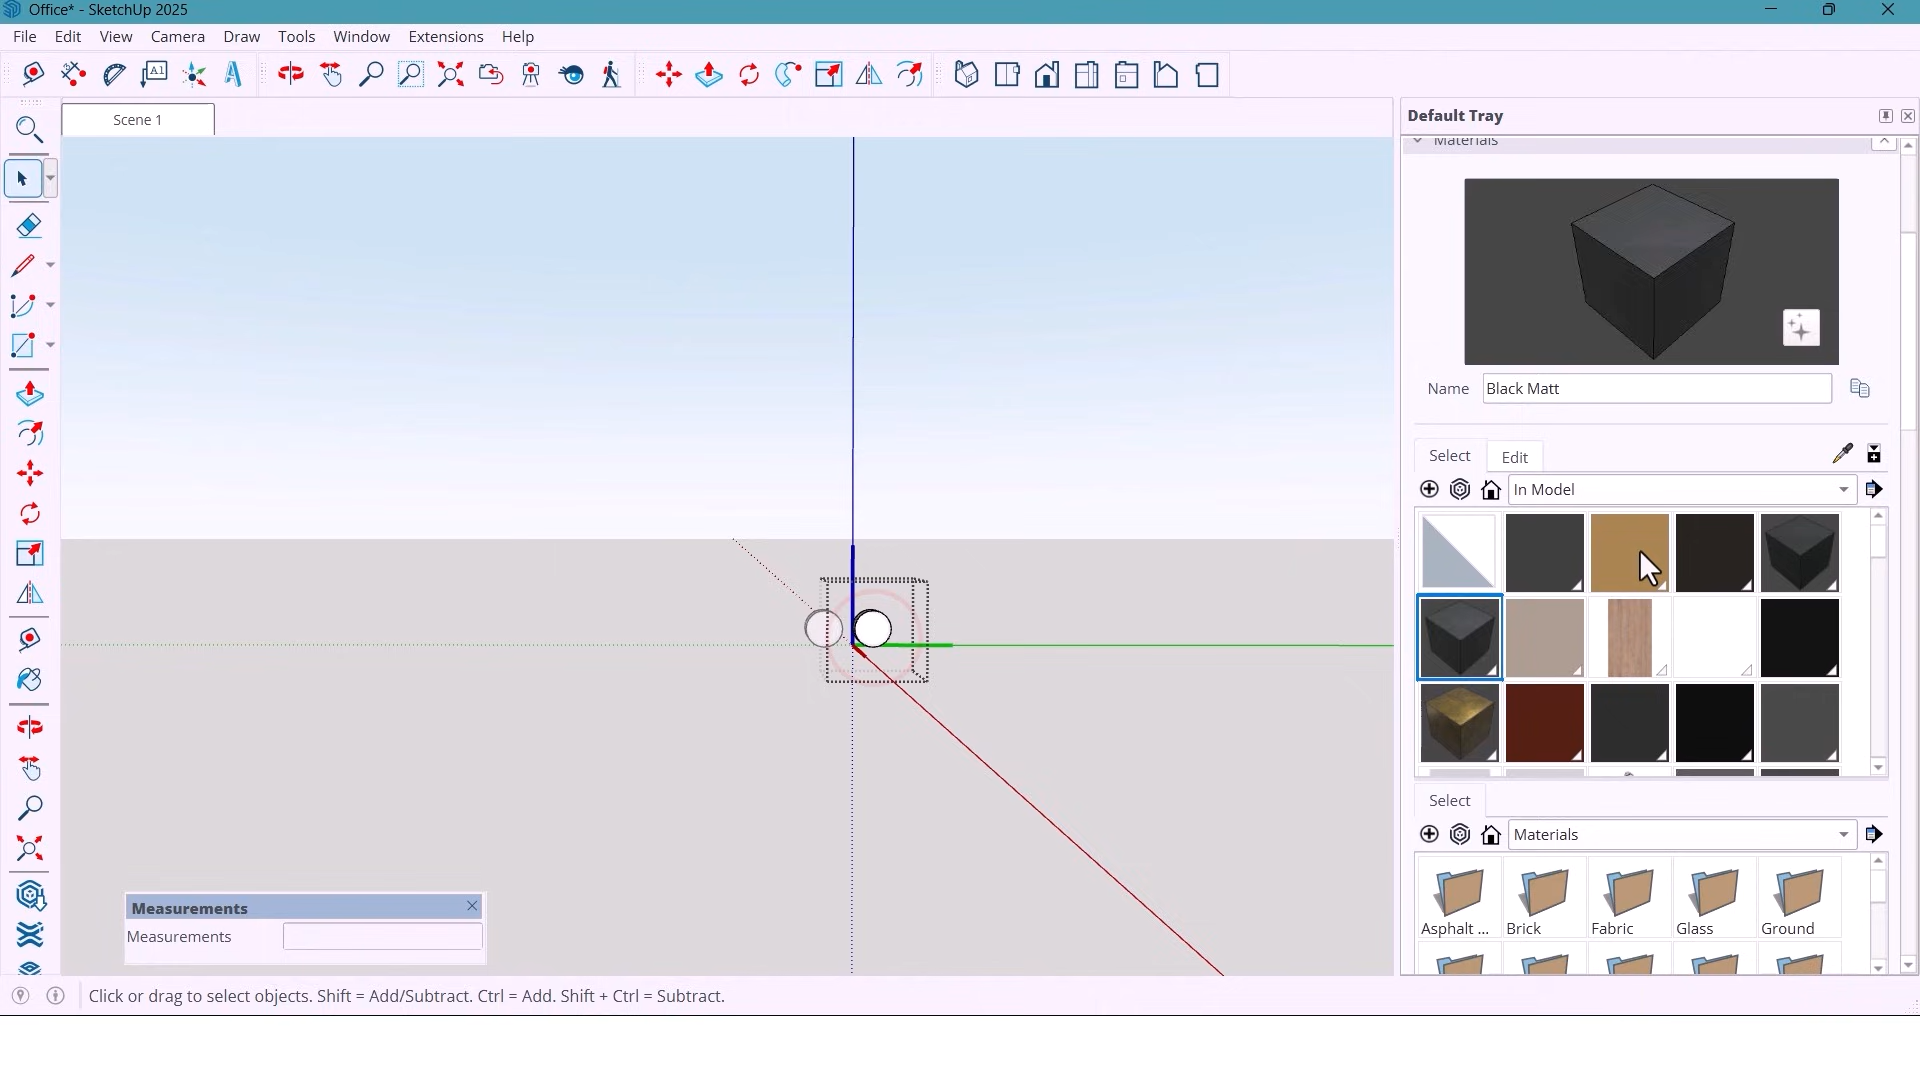 Office* - SketchUp 2025
File Edit View Camera Draw Tools Window Extensions Help
A1
Scene 1
Default Tray
Materials
Name Black Matt
Select Edit
In Model
Select
Materials
Asphalt ... Brick Fabric Glass Ground
Measurements
Measurements
Click or drag to select objects. Shift = Add/Subtract. Ctrl = Add. Shift + Ctrl = Subtract.